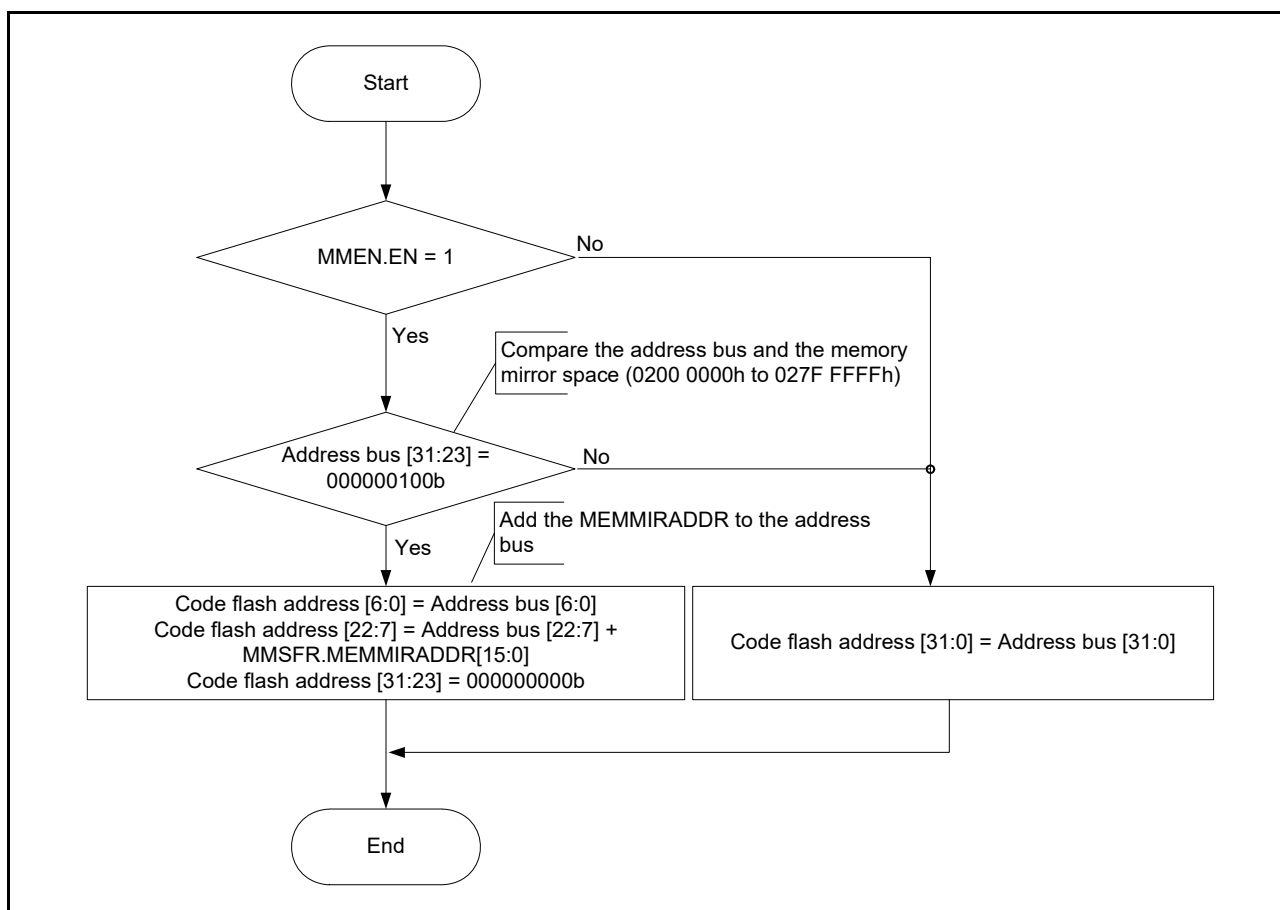 Start
MMEN.EN = 1
No
Yes
Compare the address bus and the memory
mirror space (0200 0000h to 027F FFFFh)
Address bus [31:23] =
000000100b
No
Yes
Add the MEMMIRADDR to the address
bus
Code flash address [6:0] = Address bus [6:0]
Code flash address [22:7] = Address bus [22:7] +
MMSFR.MEMMIRADDR[15:0]
Code flash address [31:23] = 000000000b
Code flash address [31:0] = Address bus [31:0]
End